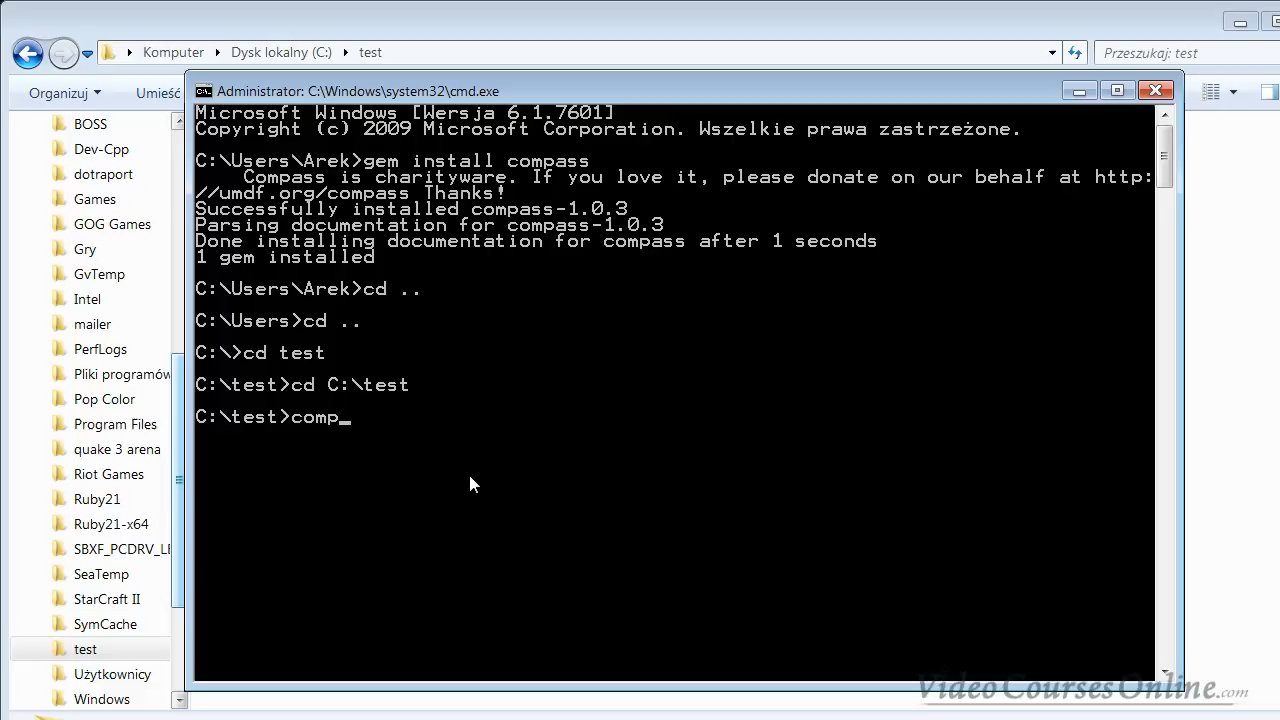 Komputer
Dysk lokalny (C:)
test
Przeszukaj: test
Organizuj
Umieść
BOSS
Dev-Cpp
dotraport
Games
GOG Games
Gry
GvTemp
Intel
mailer
PerfLogs
Pliki programów
Pop Color
Program Files
quake 3 arena
Riot Games
Ruby21
Ruby21-x64
SBXF_PCDRV_LE
SeaTemp
StarCraft II
SymCache
test
Użytkownicy
Windows
Administrator: C:\Windows\system32\cmd.exe
Microsoft Windows [Wersja 6.1.7601]
Copyright (c) 2009 Microsoft Corporation. Wszelkie prawa zastrzeżone.
C:\Users\Arek>gem install compass
Compass is charityware. If you love it, please donate on our behalf at http:
//umdf.org/compass Thanks!
Successfully installed compass-1.0.3
Parsing documentation for compass-1.0.3
Done installing documentation for compass after 1 seconds
1 gem installed
C:\Users\Arek>cd ..
C:\Users>cd ..
C:\>cd test
C:\test>cd C:\test
C:\test>comp_
VideoCoursesOnline.com